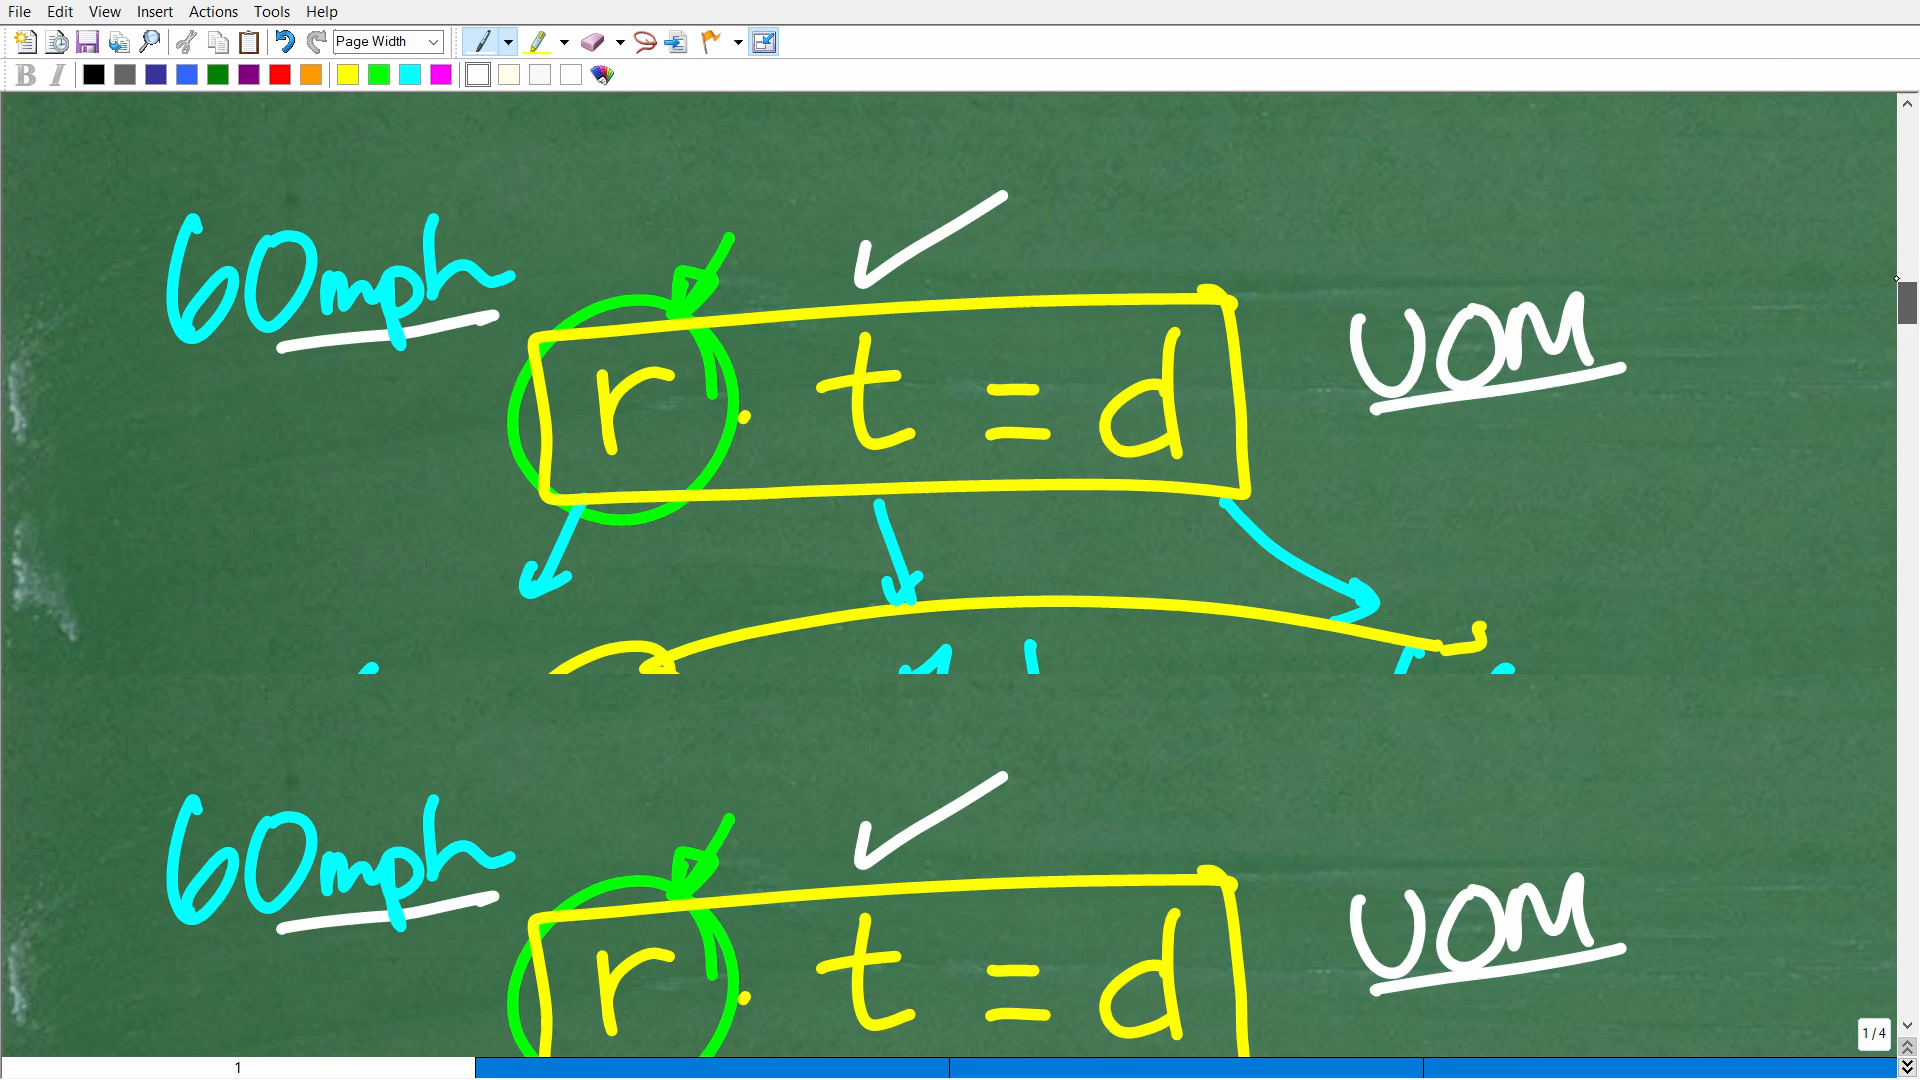 File Edit View Insert Actions Tools Help
Page Width
B I
60mph
r . t = d
UOM
60mph
r . t = d
UOM
1 / 4
1